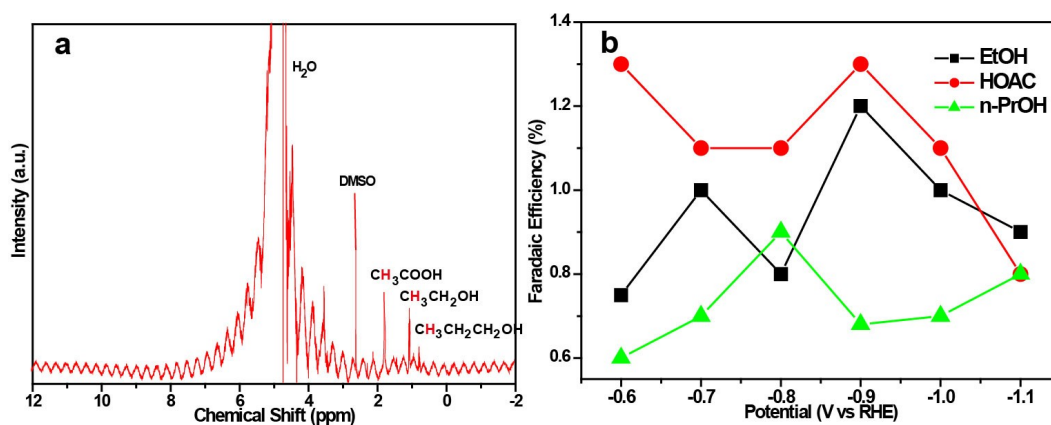 a
H₂O
DMSO
CH₃COOH
CH₃CH₂OH
CH₃CH₂CH₂OH
Intensity (a.u.)
12 10 8 6 4 2 0 -2
Chemical Shift (ppm)
b
EtOH
HOAC
n-PrOH
Faradaic Efficiency (%)
1.4
1.2
1.0
0.8
0.6
-0.6 -0.7 -0.8 -0.9 -1.0 -1.1
Potential (V vs RHE)